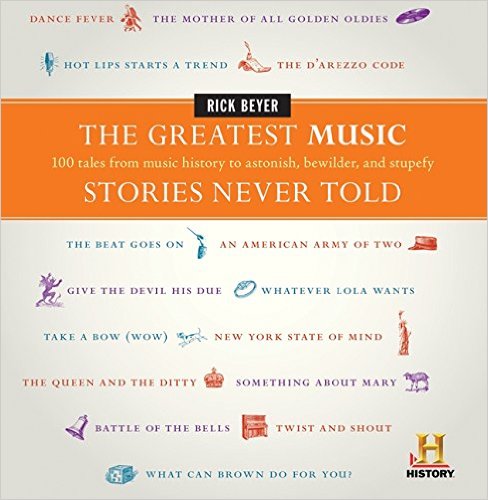 DANCE FEVER THE MOTHER OF ALL GOLDEN OLDIES
HOT LIPS STARTS A TREND THE D'AREZZO CODE
RICK BEYER
THE GREATEST MUSIC
100 tales from music history to astonish, bewilder, and stupefy
STORIES NEVER TOLD
THE BEAT GOES ON AN AMERICAN ARMY OF TWO
GIVE THE DEVIL HIS DUE WHATEVER LOLA WANTS
TAKE A BOW (WOW) NEW YORK STATE OF MIND
THE QUEEN AND THE DITTY SOMETHING ABOUT MARY
BATTLE OF THE BELLS TWIST AND SHOUT
H
HISTORY.
WHAT CAN BROWN DO FOR YOU?